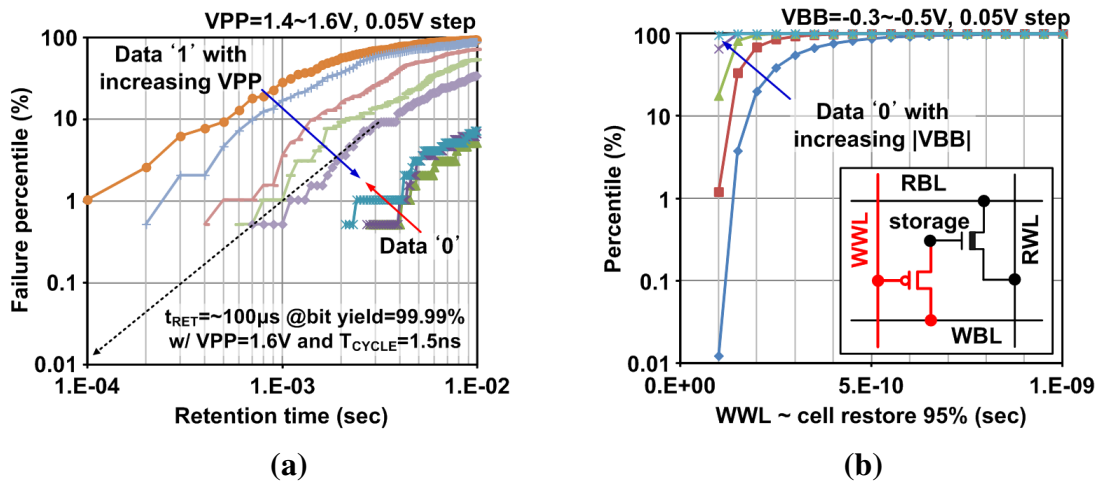 VPP=1.4~1.6V, 0.05V step
Failure percentile (%)
100
10
1
0.1
0.01
Data ‘1’ with
increasing VPP
Data ‘0’
tRET=~100µs @bit yield=99.99%
w/ VPP=1.6V and TCYCLE=1.5ns
1.E-04
1.E-03
1.E-02
Retention time (sec)
(a)
VBB=-0.3~-0.5V, 0.05V step
Percentile (%)
100
10
1
0.1
0.01
Data ‘0’ with
increasing |VBB|
RBL
storage
WWL
RWL
WBL
0.E+00
5.E-10
1.E-09
WWL ~ cell restore 95% (sec)
(b)